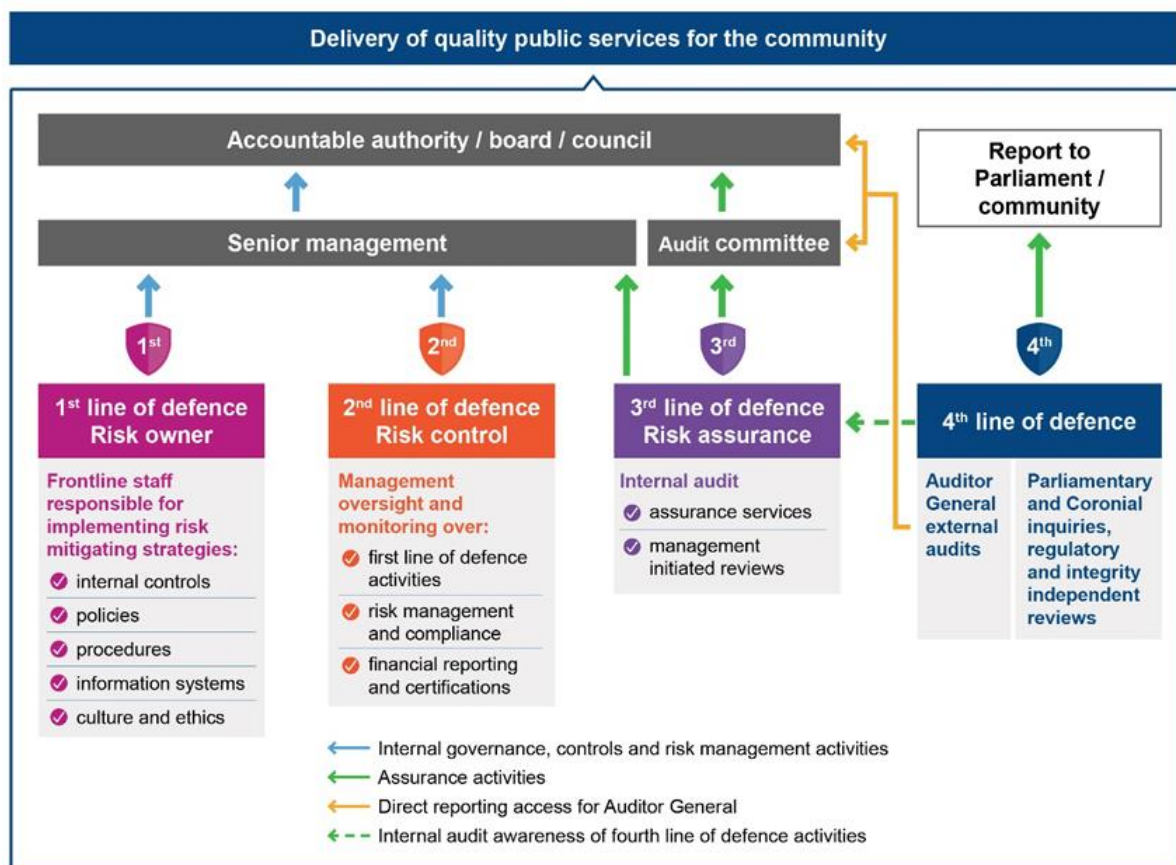 Delivery of quality public services for the community
Accountable authority / board / council
Report to
Parliament /
community
Senior management
Audit committee
1st
2nd
3rd
4th
1st line of defence
Risk owner
Frontline staff
responsible for
implementing risk
mitigating strategies:
internal controls
policies
procedures
information systems
culture and ethics
2nd line of defence
Risk control
Management
oversight and
monitoring over:
first line of defence
activities
risk management
and compliance
financial reporting
and certifications
3rd line of defence
Risk assurance
Internal audit
assurance services
management
initiated reviews
4th line of defence
Auditor
General
external
audits
Parliamentary
and Coronial
inquiries,
regulatory
and integrity
independent
reviews
Internal governance, controls and risk management activities
Assurance activities
Direct reporting access for Auditor General
Internal audit awareness of fourth line of defence activities